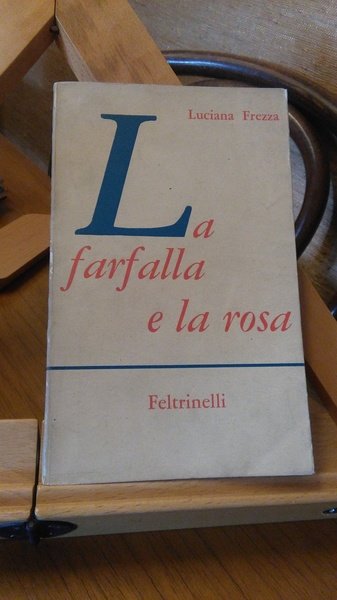 Luciana Frezza
La
farfalla
e la rosa
Feltrinelli